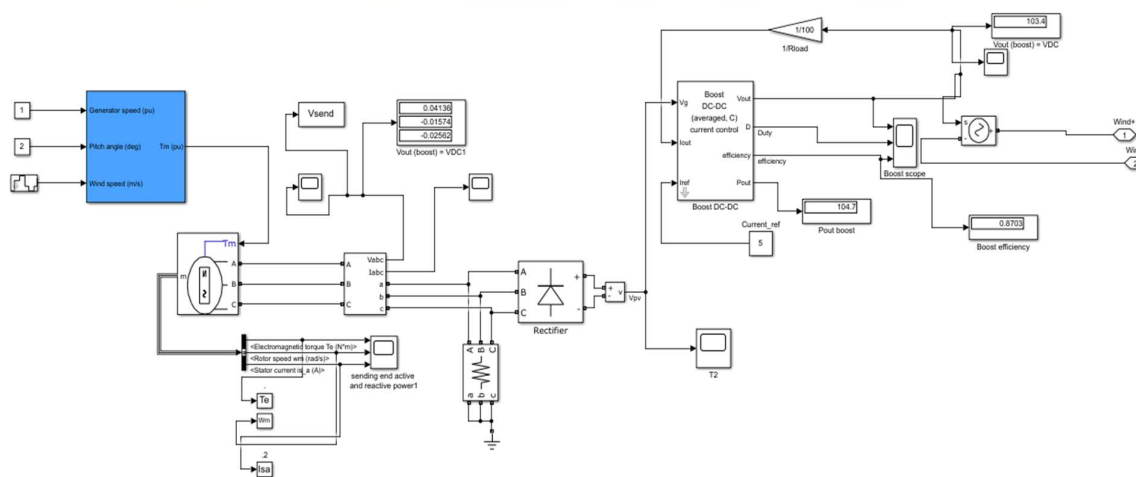 1
Generator speed (pu)
2
Pitch angle (deg)
Wind speed (m/s)
Tm (pu)
Vsend
0.04136
-0.01574
-0.02562
Vout (boost) = VDC1
1/100
1/Rload
103.4
Vout (boost) = VDC
Boost
DC-DC
(averaged, C)
current control
Vg
Iout
Iref
Vout
D
efficiency
Pout
Boost DC-DC
Duty
efficiency
Boost scope
s
+
-
Wind+
1
Wi
2
104.7
Pout boost
0.8703
Boost efficiency
Current_ref
5
Tm
m
N
A
B
C
A
B
C
Vabc
Iabc
a
b
c
A
B
C
+
-
Rectifier
+
-
v
Vpv
T2
A B C
a b c
<Electromagnetic torque Te (N*m)>
<Rotor speed wm (rad/s)>
<Stator current is_a (A)>
sending end active
and reactive power1
.
Te
Wm
.2
Isa